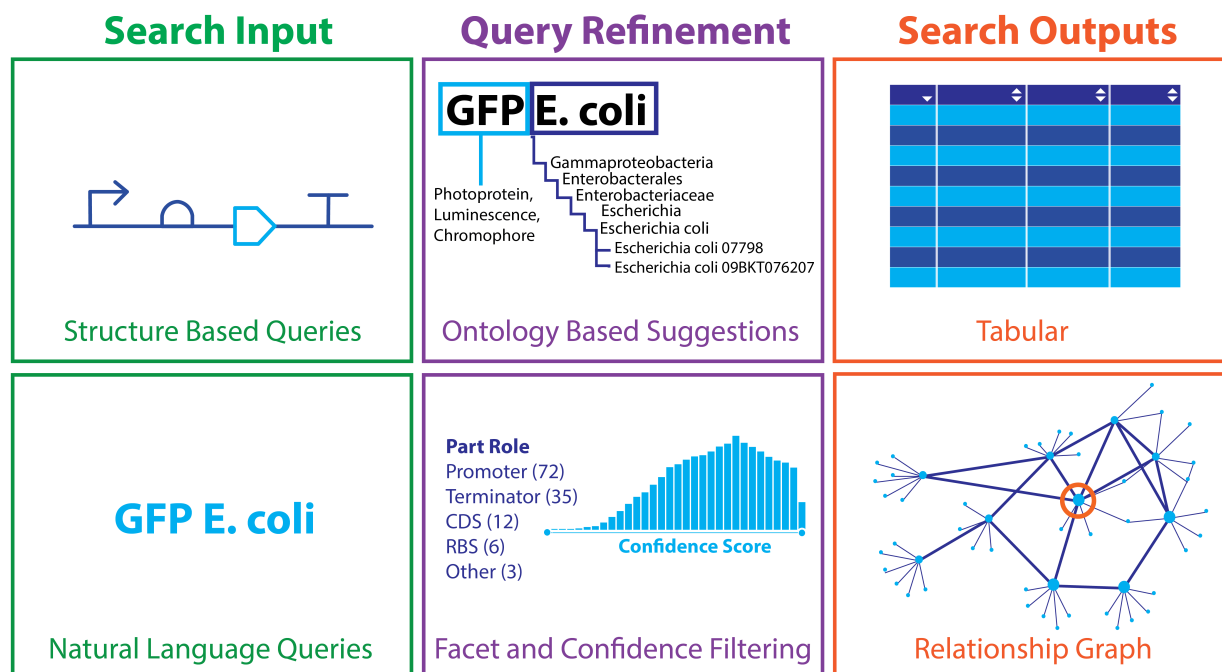 Search Input
Query Refinement
Search Outputs
GFP E. coli
Photoprotein,
Luminescence,
Chromophore
Gammaproteobacteria
Enterobacterales
Enterobacteriaceae
Escherichia
Escherichia coli
Escherichia coli 07798
Escherichia coli 09BKT076207
Structure Based Queries
Ontology Based Suggestions
Tabular
GFP E. coli
Part Role
Promoter (72)
Terminator (35)
CDS (12)
RBS (6)
Other (3)
Confidence Score
Natural Language Queries
Facet and Confidence Filtering
Relationship Graph